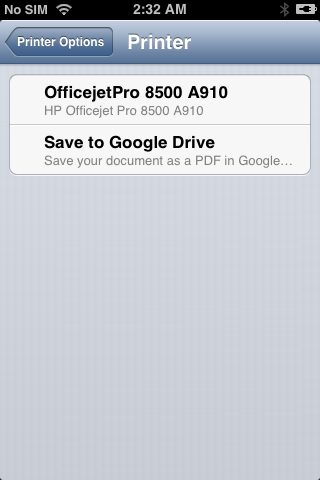 No SIM 2:32 AM
Printer Options Printer
OfficejetPro 8500 A910
HP Officejet Pro 8500 A910
Save to Google Drive
Save your document as a PDF in Google...